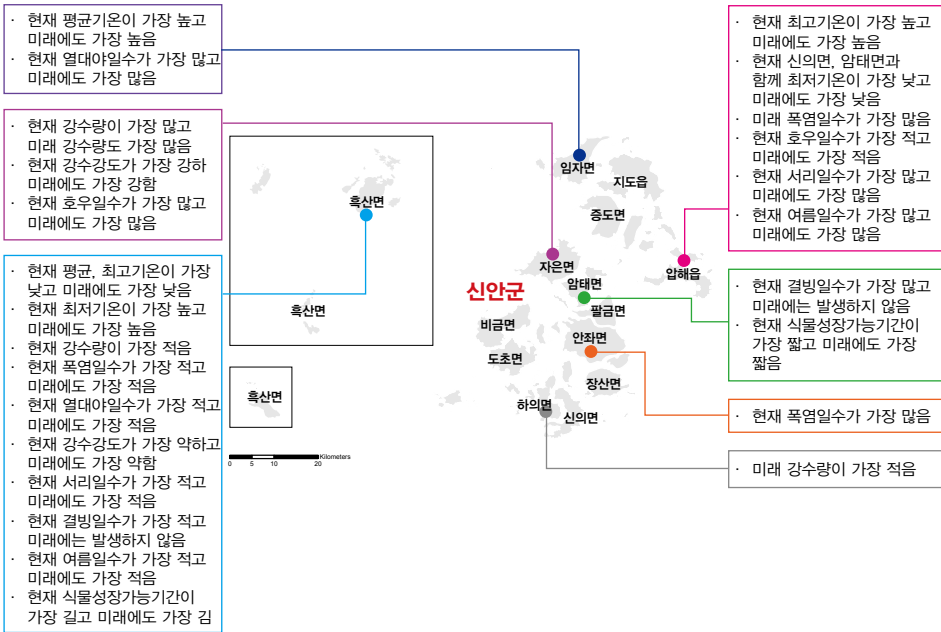 · 현재 평균기온이 가장 높고
미래에도 가장 높음
· 현재 열대야일수가 가장 많고
미래에도 가장 많음
· 현재 강수량이 가장 많고
미래 강수량도 가장 많음
· 현재 강수강도가 가장 강하
미래에도 가장 강함
· 현재 호우일수가 가장 많고
미래에도 가장 많음
· 현재 평균, 최고기온이 가장
낮고 미래에도 가장 낮음
· 현재 최저기온이 가장 높고
미래에도 가장 높음
· 현재 강수량이 가장 적음
· 현재 폭염일수가 가장 적고
미래에도 가장 적음
· 현재 열대야일수가 가장 적고
미래에도 가장 적음
· 현재 강수강도가 가장 약하고
미래에도 가장 약함
· 현재 서리일수가 가장 적고
미래에도 가장 적음
· 현재 결빙일수가 가장 적고
미래에는 발생하지 않음
· 현재 여름일수가 가장 적고
미래에도 가장 적음
· 현재 식물성장가능기간이
가장 길고 미래에도 가장 김
흑산면
흑산면
흑산면
0 5 10 20 Kilometers
임자면
지도읍
증도면
자은면
압해읍
암태면
신안군
팔금면
비금면
안좌면
도초면
장산면
하의면
신의면
· 현재 최고기온이 가장 높고
미래에도 가장 높음
· 현재 신의면, 암태면과
함께 최저기온이 가장 낮고
미래에도 가장 낮음
· 미래 폭염일수가 가장 많음
· 현재 호우일수가 가장 적고
미래에도 가장 적음
· 현재 서리일수가 가장 많고
미래에도 가장 많음
· 현재 여름일수가 가장 많고
미래에도 가장 많음
· 현재 결빙일수가 가장 많고
미래에는 발생하지 않음
· 현재 식물성장가능기간이
가장 짧고 미래에도 가장
짧음
· 현재 폭염일수가 가장 많음
· 미래 강수량이 가장 적음